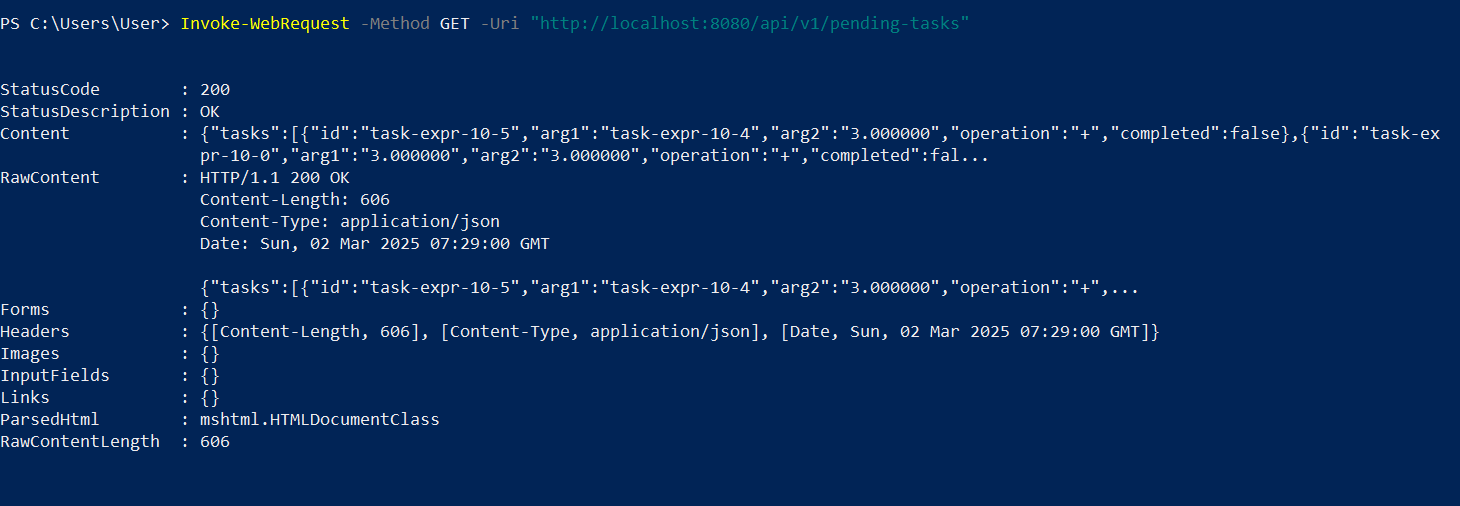 PS C:\Users\User> Invoke-WebRequest -Method GET -Uri "http://localhost:8080/api/v1/pending-tasks"
StatusCode        : 200
StatusDescription : OK
Content           : {"tasks":[{"id":"task-expr-10-5","arg1":"task-expr-10-4","arg2":"3.000000","operation":"+","completed":false},{"id":"task-ex
                    pr-10-0","arg1":"3.000000","arg2":"3.000000","operation":"+","completed":fal...
RawContent        : HTTP/1.1 200 OK
                    Content-Length: 606
                    Content-Type: application/json
                    Date: Sun, 02 Mar 2025 07:29:00 GMT
                    {"tasks":[{"id":"task-expr-10-5","arg1":"task-expr-10-4","arg2":"3.000000","operation":"+",...
Forms             : {}
Headers           : {[Content-Length, 606], [Content-Type, application/json], [Date, Sun, 02 Mar 2025 07:29:00 GMT]}
Images            : {}
InputFields       : {}
Links             : {}
ParsedHtml        : mshtml.HTMLDocumentClass
RawContentLength  : 606